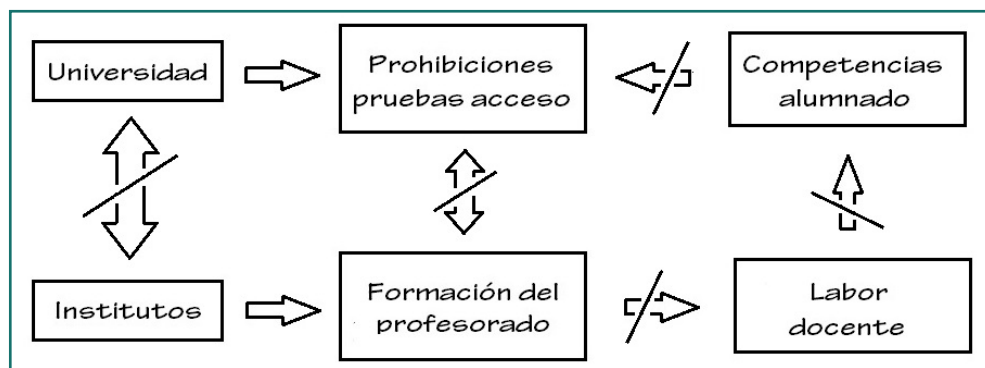 Universidad
Prohibiciones
pruebas acceso
Competencias
alumnado
Institutos
Formación del
profesorado
Labor
docente